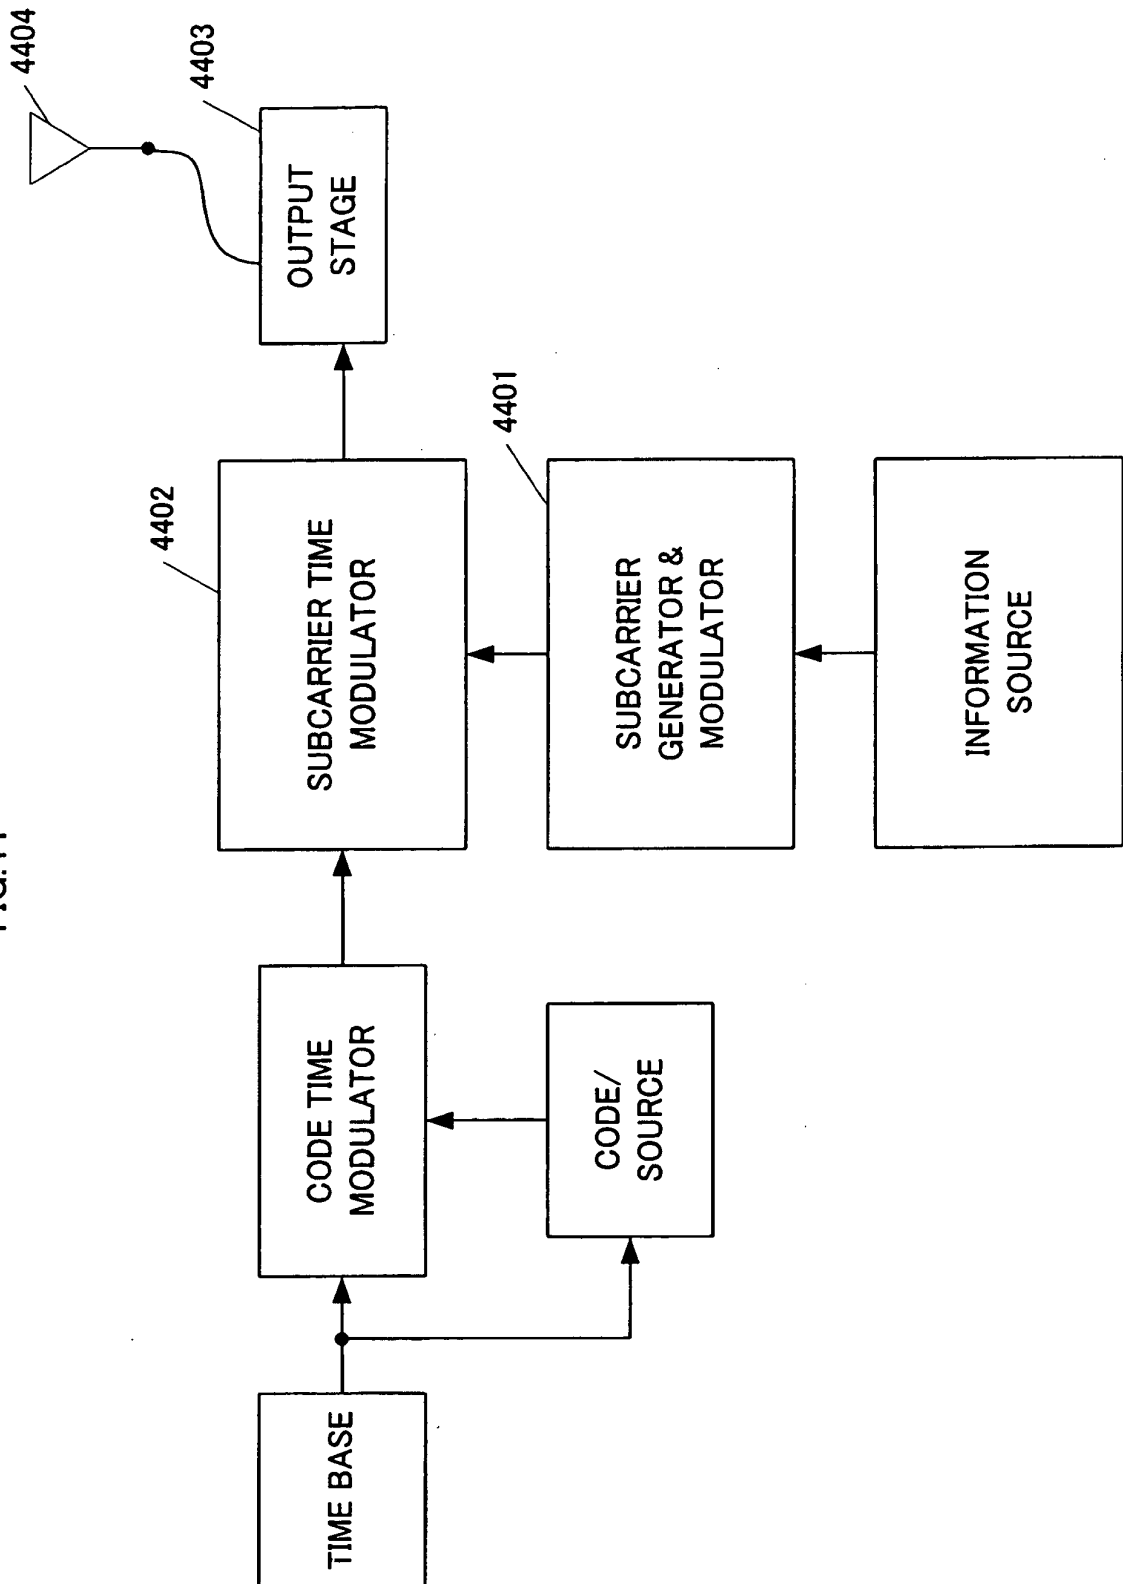 4404
4403
OUTPUT
STAGE
4402
SUBCARRIER TIME
MODULATOR
4401
SUBCARRIER
GENERATOR &
MODULATOR
INFORMATION
SOURCE
CODE TIME
MODULATOR
CODE/
SOURCE
TIME BASE